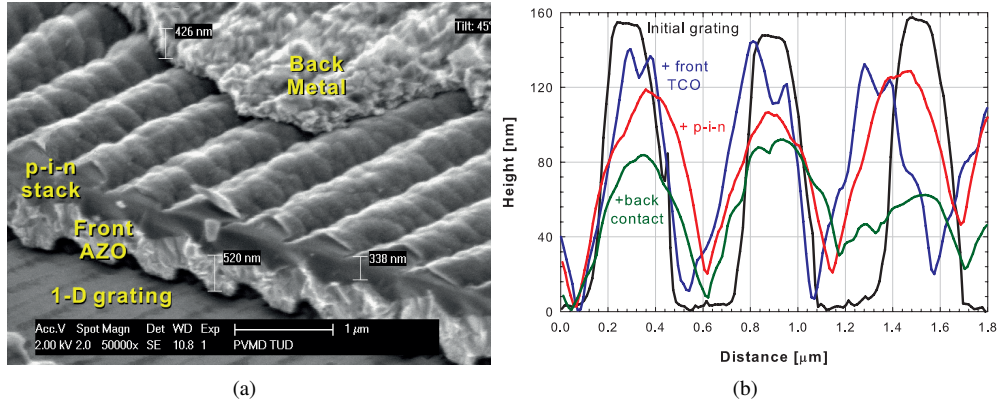 426 nm
Tilt: 45°
Back
Metal
p-i-n
stack
Front
AZO
520 nm
338 nm
1-D grating
Acc.V Spot Magn Det WD Exp
2.00 kV 2.0 50000x SE 10.8 1 PVMD TUD
1 μm
(a)
160
120
80
40
0
Height [nm]
Initial grating
+ front
TCO
+ p-i-n
+back
contact
0.0 0.2 0.4 0.6 0.8 1.0 1.2 1.4 1.6 1.8
Distance [μm]
(b)